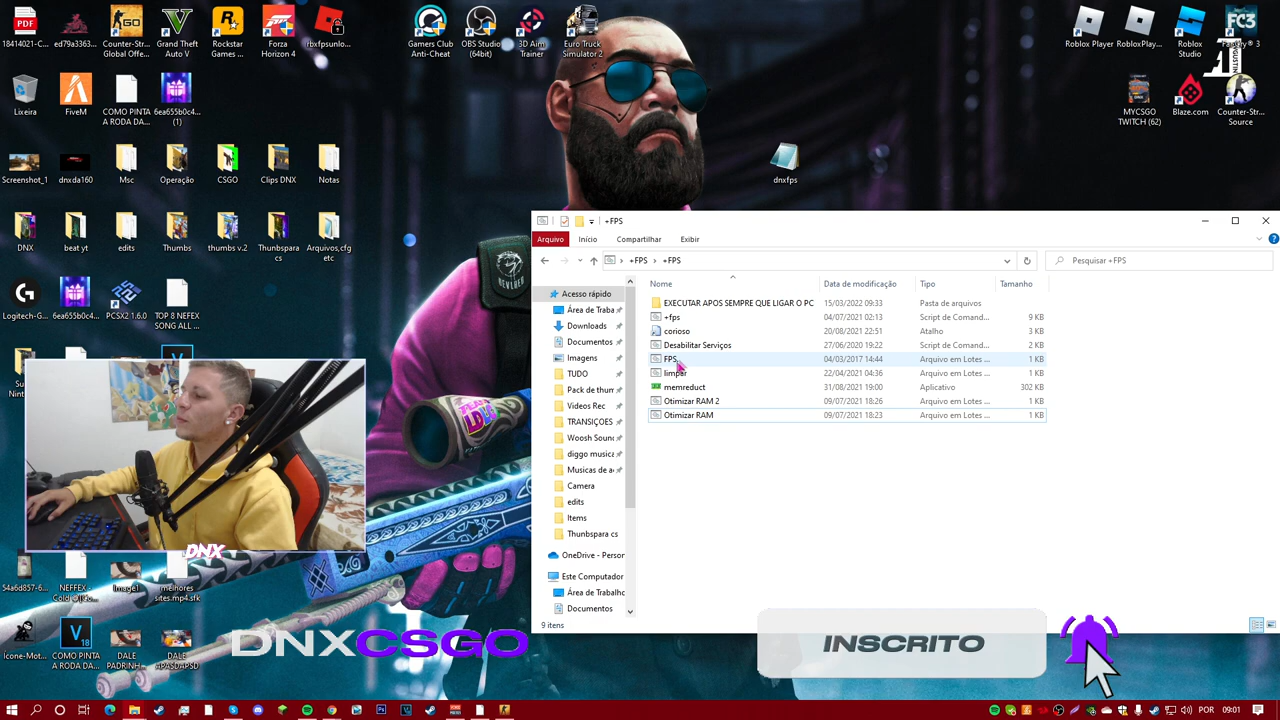 18414021-C...
ed79a3363...
Counter-Str...
Global Offe...
Grand Theft
Auto V
Rockstar
Games ...
Forza
Horizon 4
rbxfpsunlo...
Gamers Club
Anti-Cheat
OBS Studio
(64bit)
3D Aim
Trainer
Euro Truck
Simulator 2
Roblox Player
RobloxPlay...
Roblox
Studio
FC3
Far Cry® 3
Lixeira
FiveM
COMO PINTA
A RODA DA...
6ea655b0c4...
(1)
MYCSGO
TWITCH (62)
Blaze.com
Counter-Str...
Source
Screenshot_1
dnxda160
Msc
Operação
CSGO
Clips DNX
Notas
dnxfps
DNX
beat yt
edits
Thumbs
thumbs v.2
Thunbspara
cs
Arquivos,cfg
etc
Logitech-G...
6ea655b0c4...
PCSX2 1.6.0
TOP 8 NEFEX
SONG ALL ...
+FPS
Arquivo
Início
Compartilhar
Exibir
+FPS > +FPS
Pesquisar +FPS
Nome
Data de modificação
Tipo
Tamanho
EXECUTAR APOS SEMPRE QUE LIGAR O PC 15/03/2022 09:33 Pasta de arquivos
+fps 04/07/2021 02:13 Script de Comand... 9 KB
corioso 20/08/2021 22:51 Atalho 3 KB
Desabilitar Serviços 27/06/2020 19:22 Script de Comand... 2 KB
FPS 04/03/2017 14:44 Arquivo em Lotes ... 1 KB
limpar 22/04/2021 04:36 Arquivo em Lotes ... 1 KB
memreduct 31/08/2021 19:00 Aplicativo 302 KB
Otimizar RAM 2 09/07/2021 18:26 Arquivo em Lotes ... 1 KB
Otimizar RAM 09/07/2021 18:23 Arquivo em Lotes ... 1 KB
Acesso rápido
Área de Traba
Downloads
Documentos
Imagens
TUDO
Pack de thum
Videos Rec
TRANSIÇOES
Woosh Soun
diggo musica
Musicas de a
Camera
edits
Items
Thunbspara cs
OneDrive - Person
Este Computador
Área de Trabalho
Documentos
9 itens
DNX
54a6d857-6...
NEFFEX -
Image1
melhores
sites.mp4.sfk
Icone-Mot...
COMO PINTA
A RODA DA...
DALE
PADRINH...
DALE
APASDAPSD
DNXCSGO
INSCRITO
POR
09:01